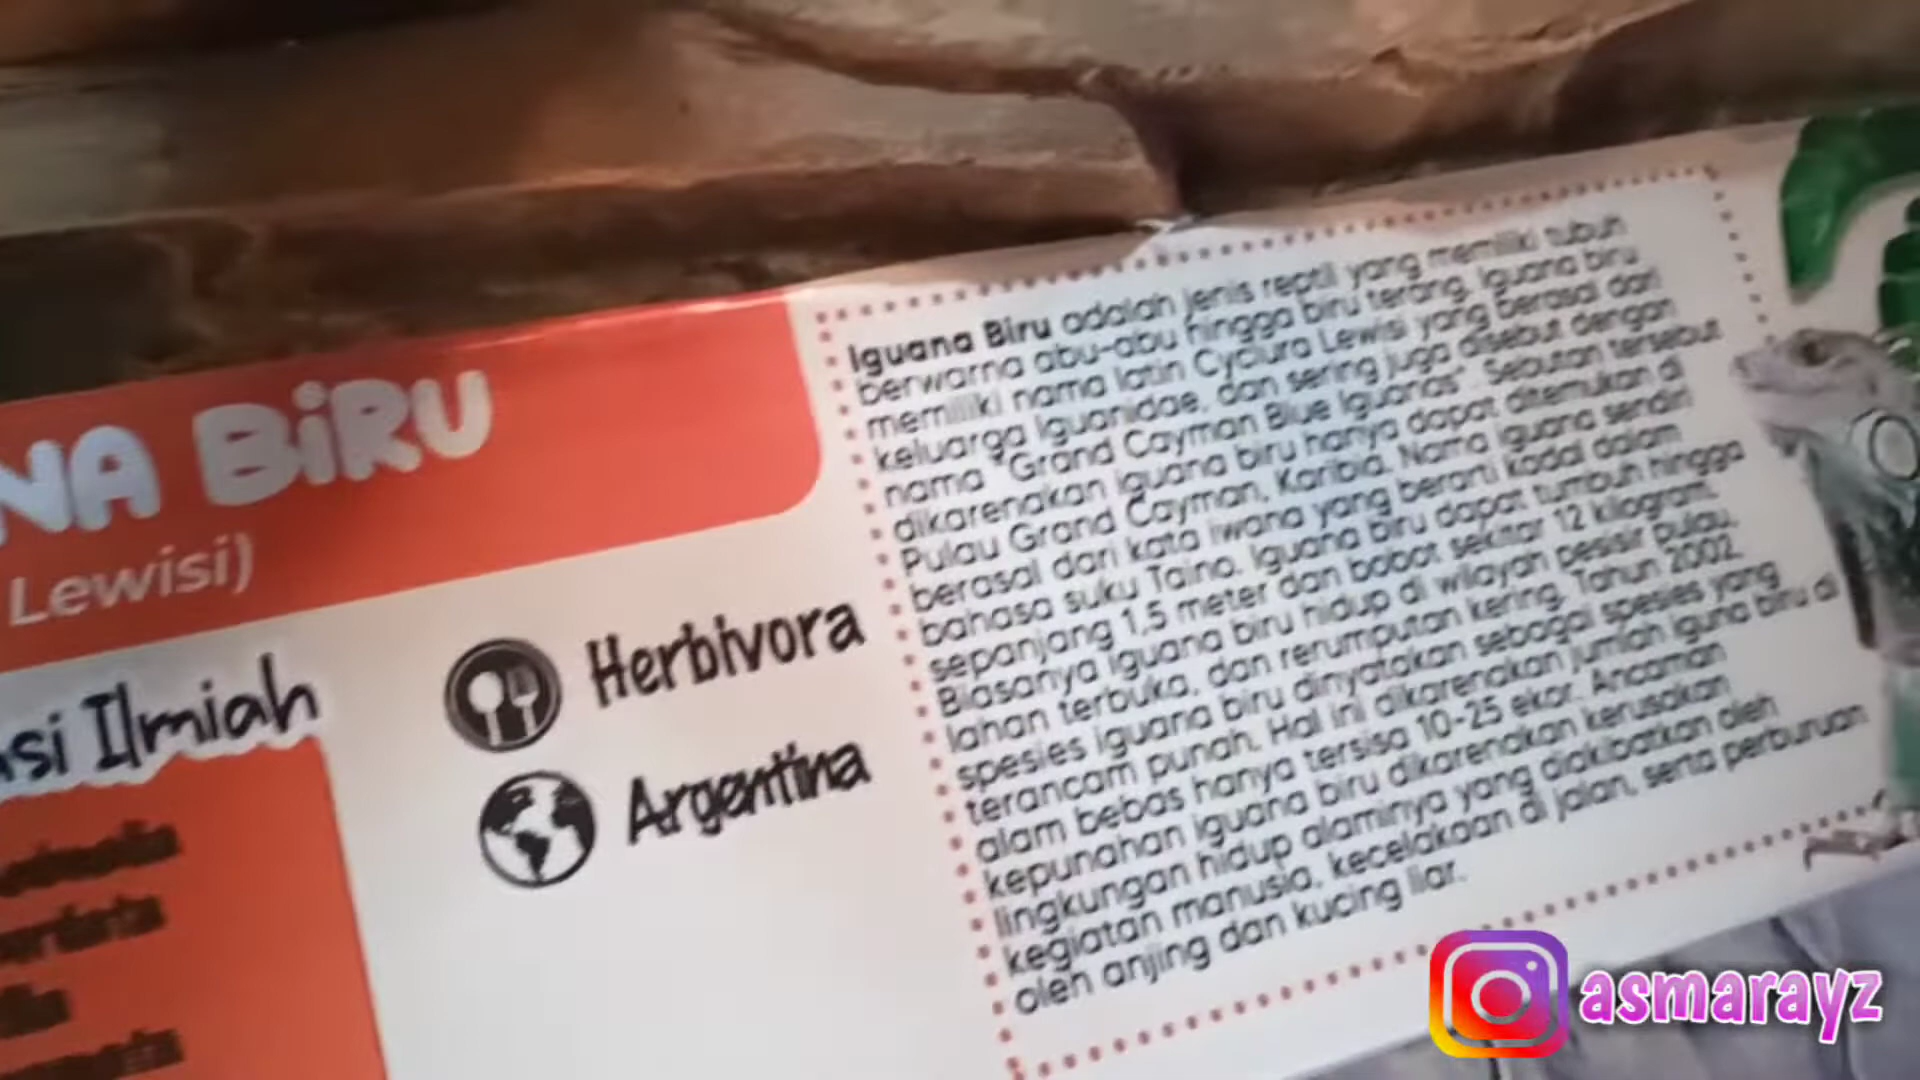 NA BiRU
Lewisi)
si Ilmiah
Herbivora
Argentina
Iguana Biru adalah jenis reptil yang memiliki tubuh
berwarna abu-abu hingga biru terang. Iguana biru
memiliki nama latin Cyclura Lewisi yang berasal dari
keluarga Iguanidae, dan sering juga disebut dengan
nama "Grand Cayman Blue Iguanas". Sebutan tersebut
dikarenakan iguana biru hanya dapat ditemukan di
Pulau Grand Cayman, Karibia. Nama iguana sendiri
berasal dari kata iwana yang berarti kadal dalam
bahasa suku Taino. Iguana biru dapat tumbuh hingga
sepanjang 1,5 meter dan bobot sekitar 12 kilogram.
Biasanya iguana biru hidup di wilayah pesisir pulau,
lahan terbuka, dan rerumputan kering. Tahun 2002,
spesies iguana biru dinyatakan sebagai spesies yang
terancam punah. Hal ini dikarenakan jumlah iguna biru di
alam bebas hanya tersisa 10-25 ekor. Ancaman
kepunahan iguana biru dikarenakan kerusakan
lingkungan hidup alaminya yang diakibatkan oleh
kegiatan manusia, kecelakaan di jalan, serta perburuan
oleh anjing dan kucing liar.
asmarayz